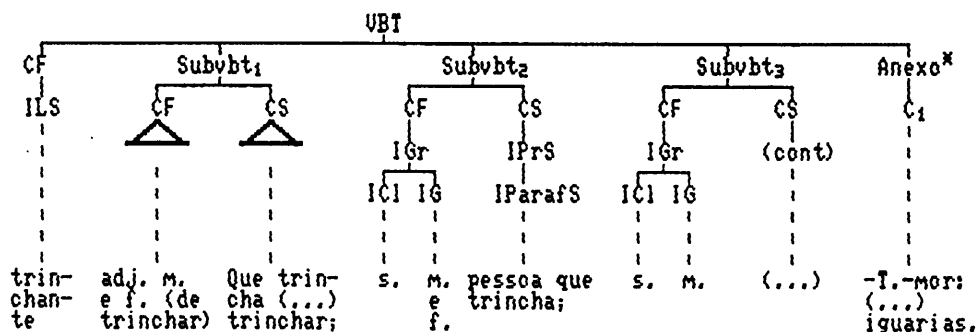 VBT
CF Subvbt1 Subvbt2 Subvbt3 Anexo*
ILS CF CS CF CS CF CS C1
IGr IPrS IGr (cont)
ICl IG IParafS ICl IG
trin- adj. m. Que trin- s. m. pessoa que s. m. (...) -T.-mor:
chan- e f. (de cha (...) e trincha; (...)
te trinchar) trinchar; f. iguarias.